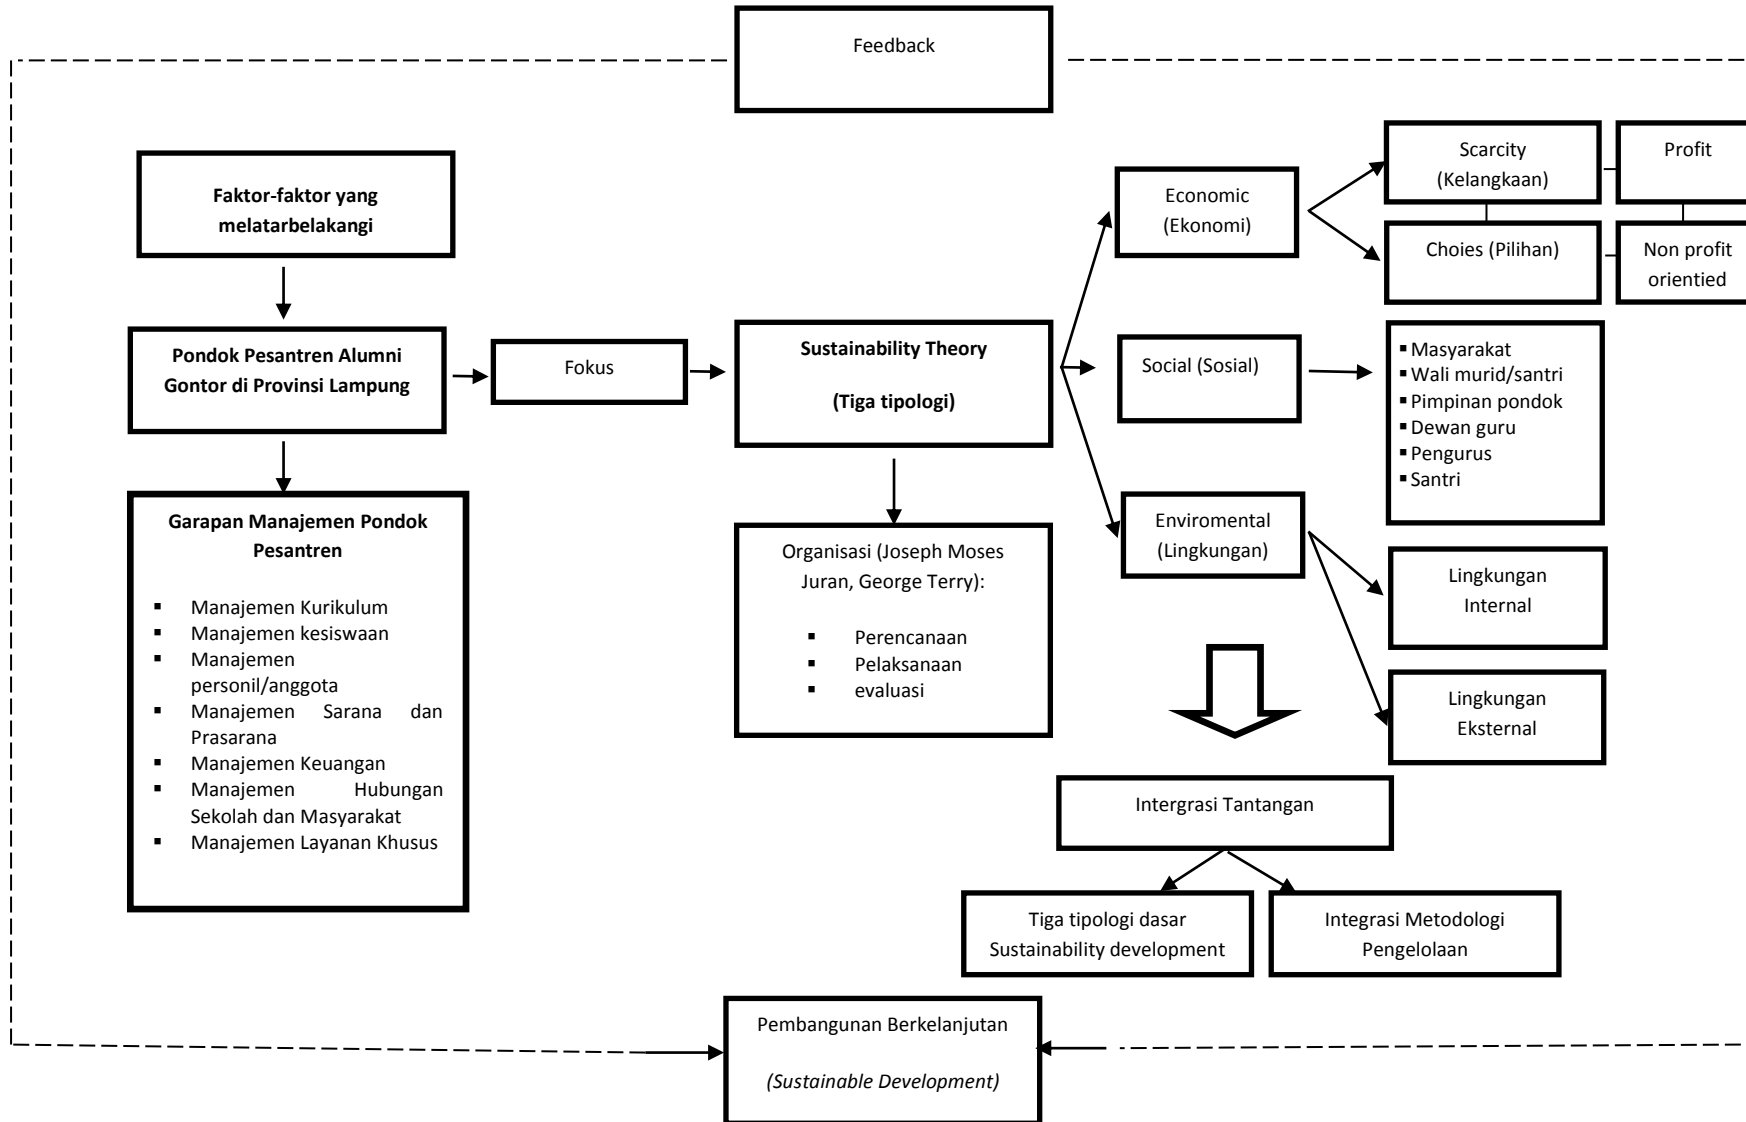 Feedback
Faktor-faktor yang
melatarbelakangi
Pondok Pesantren Alumni
Gontor di Provinsi Lampung
Fokus
Sustainability Theory
(Tiga tipologi)
Economic
(Ekonomi)
Scarcity
(Kelangkaan)
Profit
Choies (Pilihan)
Non profit
orientied
Social (Sosial)
▪ Masyarakat
▪ Wali murid/santri
▪ Pimpinan pondok
▪ Dewan guru
▪ Pengurus
▪ Santri
Garapan Manajemen Pondok
Pesantren
▪ Manajemen Kurikulum
▪ Manajemen kesiswaan
▪ Manajemen
personil/anggota
▪ Manajemen Sarana dan
Prasarana
▪ Manajemen Keuangan
▪ Manajemen Hubungan
Sekolah dan Masyarakat
▪ Manajemen Layanan Khusus
Organisasi (Joseph Moses
Juran, George Terry):
▪ Perencanaan
▪ Pelaksanaan
▪ evaluasi
Enviromental
(Lingkungan)
Lingkungan
Internal
Lingkungan
Eksternal
Intergrasi Tantangan
Tiga tipologi dasar
Sustainability development
Integrasi Metodologi
Pengelolaan
Pembangunan Berkelanjutan
(Sustainable Development)